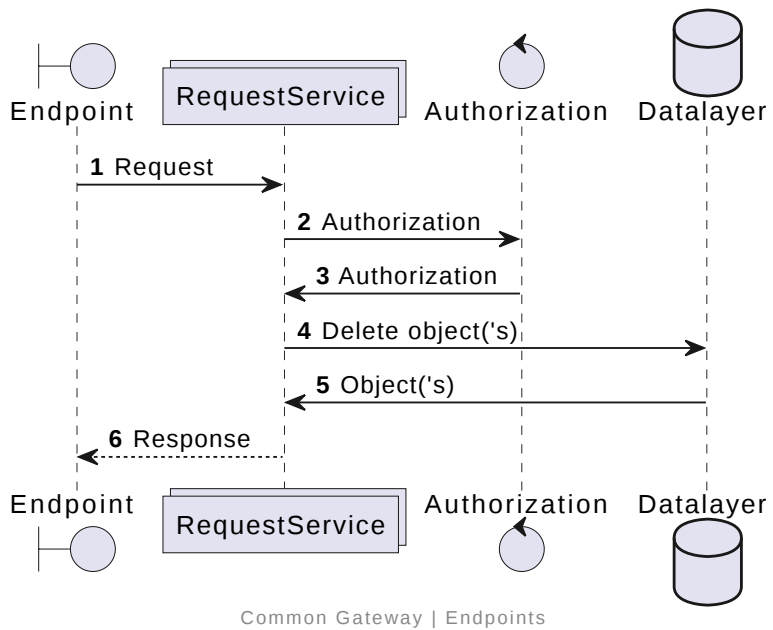 Endpoint
RequestService
Authorization
Datalayer
1 Request
2 Authorization
3 Authorization
4 Delete object('s)
5 Object('s)
6 Response
Endpoint
RequestService
Authorization
Datalayer
Common Gateway | Endpoints